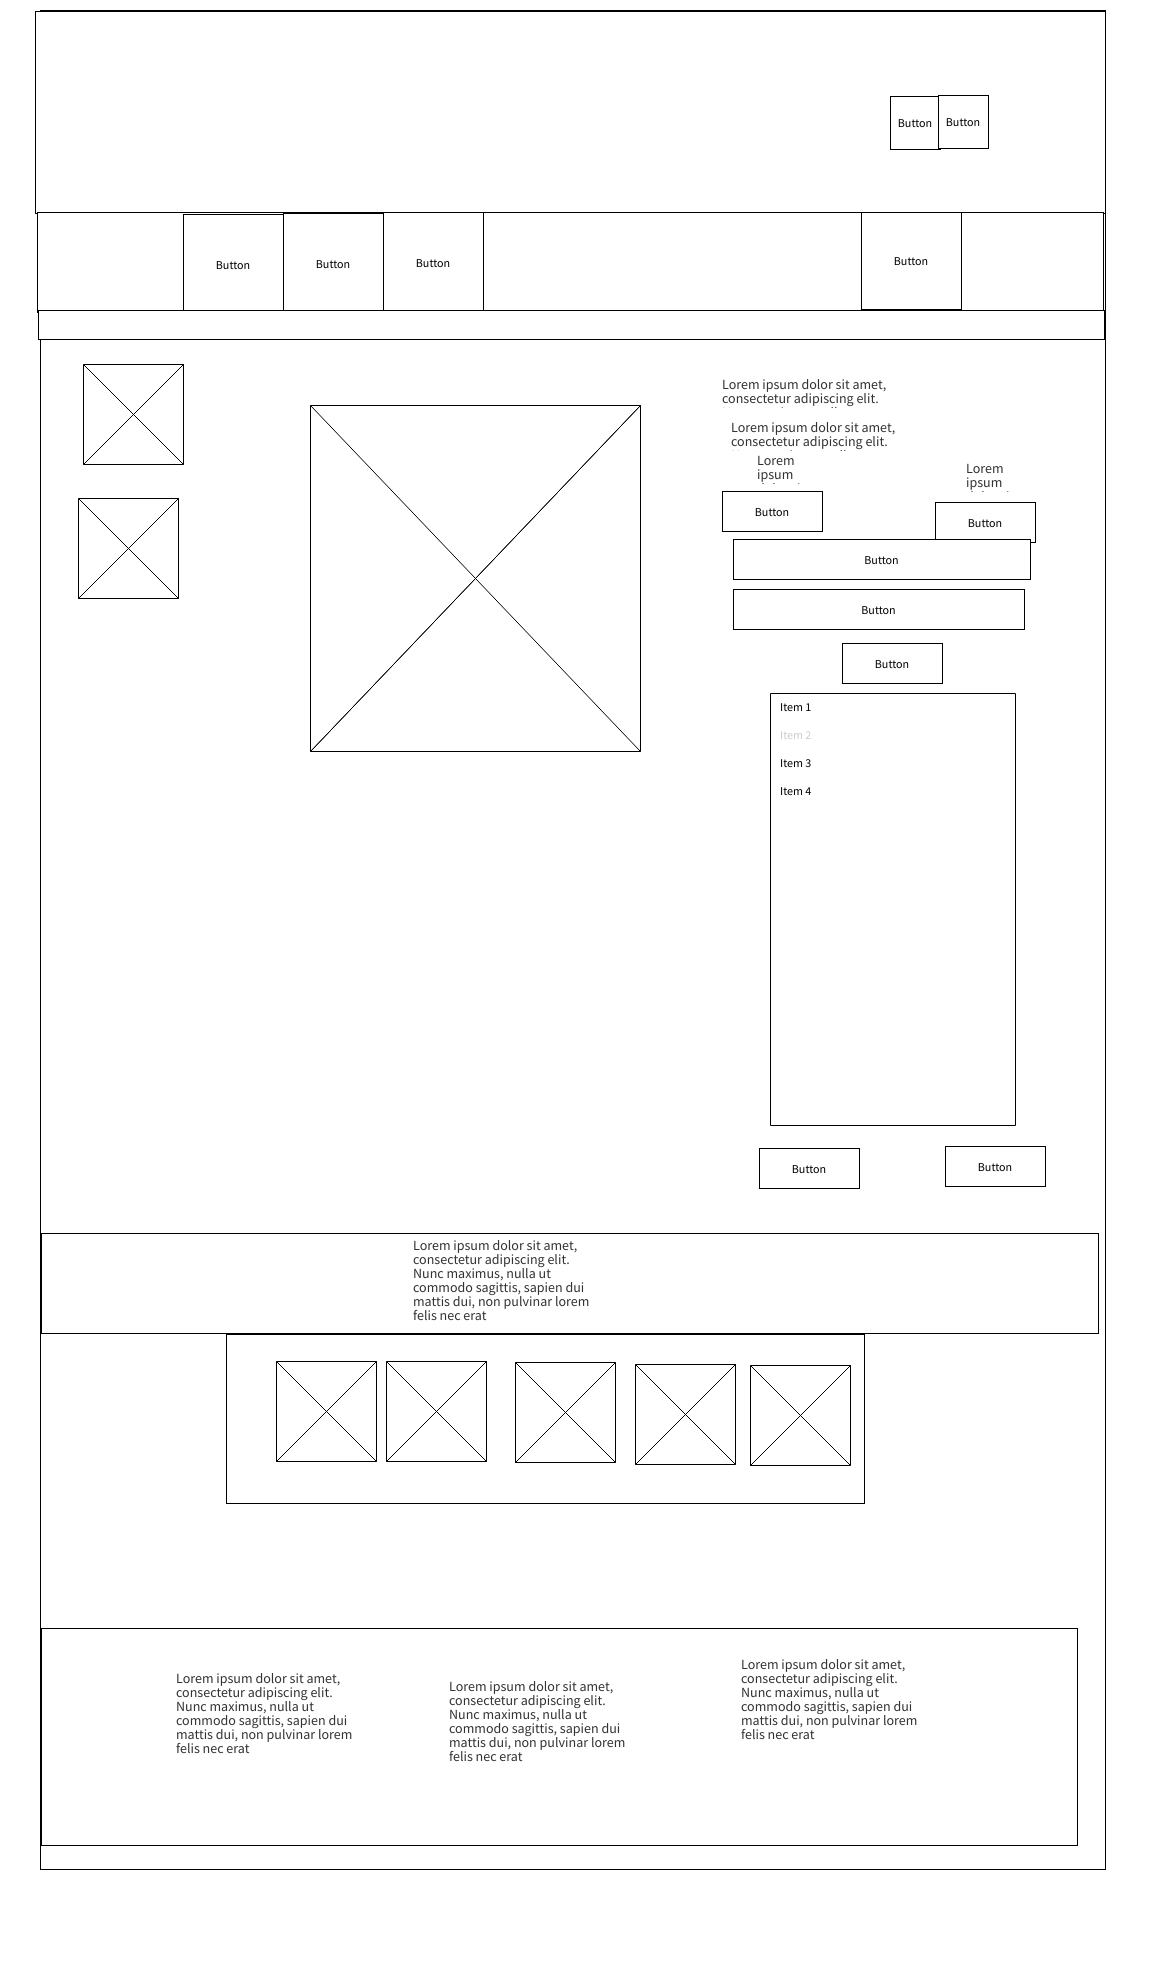 Button
Button
Button
Button
Button
Button
Lorem ipsum dolor sit amet,
consectetur adipiscing elit.
Lorem ipsum dolor sit amet,
consectetur adipiscing elit.
Lorem
ipsum
Lorem
ipsum
Button
Button
Button
Button
Button
Item 1
Item 2
Item 3
Item 4
Button
Button
Lorem ipsum dolor sit amet,
consectetur adipiscing elit.
Nunc maximus, nulla ut
commodo sagittis, sapien dui
mattis dui, non pulvinar lorem
felis nec erat
Lorem ipsum dolor sit amet,
consectetur adipiscing elit.
Nunc maximus, nulla ut
commodo sagittis, sapien dui
mattis dui, non pulvinar lorem
felis nec erat
Lorem ipsum dolor sit amet,
consectetur adipiscing elit.
Nunc maximus, nulla ut
commodo sagittis, sapien dui
mattis dui, non pulvinar lorem
felis nec erat
Lorem ipsum dolor sit amet,
consectetur adipiscing elit.
Nunc maximus, nulla ut
commodo sagittis, sapien dui
mattis dui, non pulvinar lorem
felis nec erat